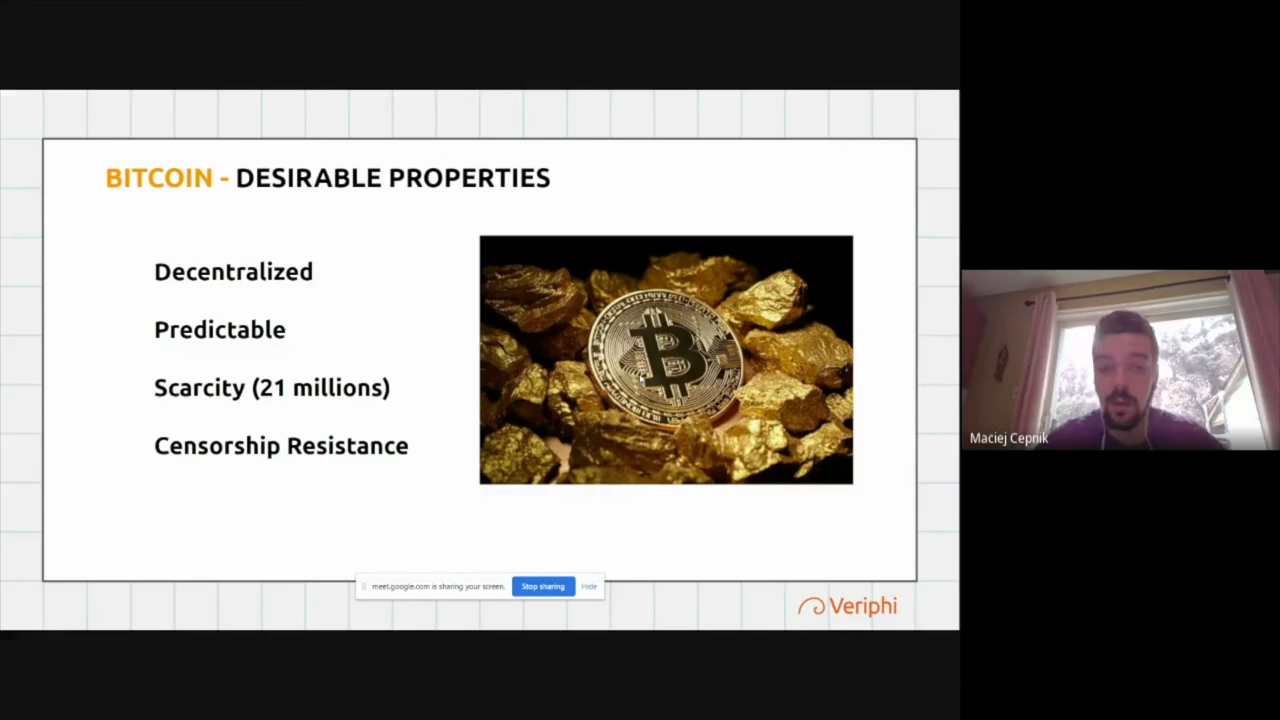 BITCOIN - DESIRABLE PROPERTIES
Decentralized
Predictable
Scarcity (21 millions)
Censorship Resistance
meet.google.com is sharing your screen. Stop sharing Hide
Veriphi
Maciej Cepnik